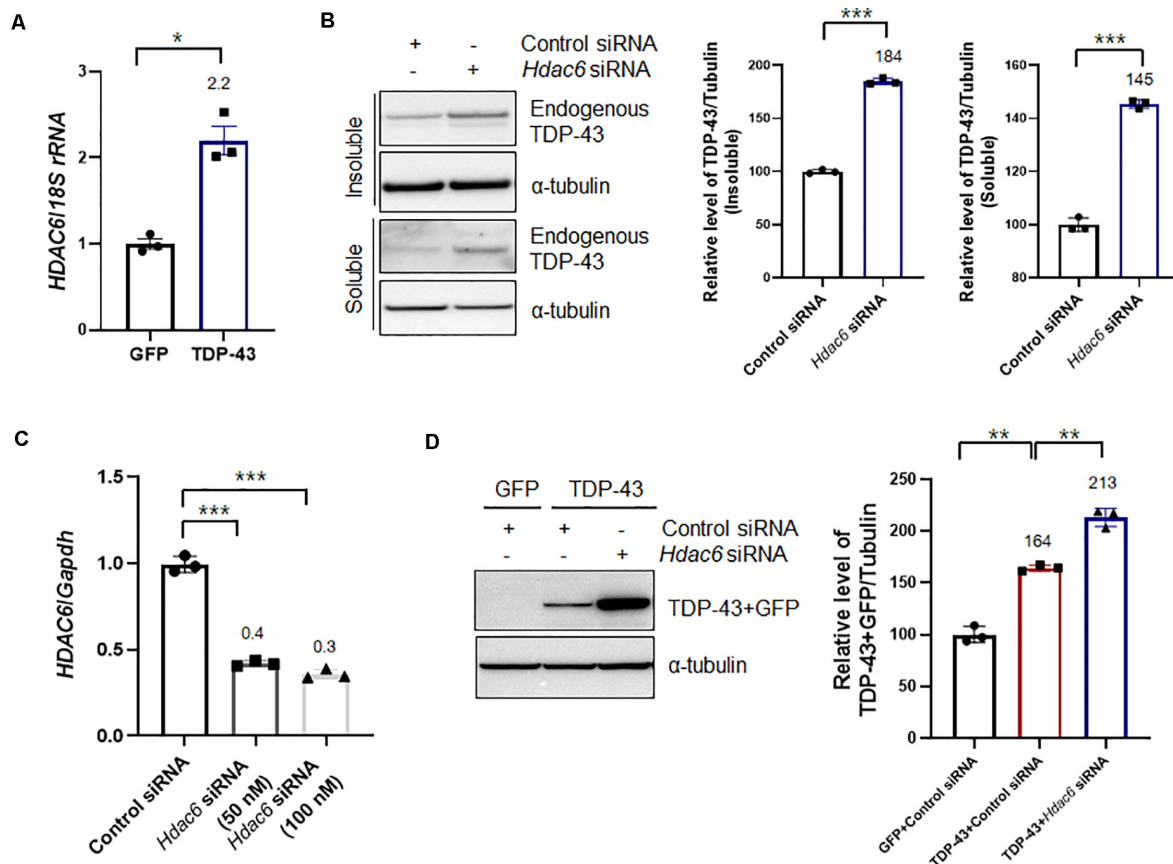 A
*
HDAC6/18S rRNA
3
2
1
0
2.2
GFP
TDP-43
B
+ - Control siRNA
- + Hdac6 siRNA
Insoluble
Endogenous
TDP-43
α-tubulin
Soluble
Endogenous
TDP-43
α-tubulin
***
184
Relative level of TDP-43/Tubulin
(Insoluble)
200
150
100
50
0
Control siRNA
Hdac6 siRNA
***
145
Relative level of TDP-43/Tubulin
(Soluble)
160
140
120
100
80
Control siRNA
Hdac6 siRNA
C
***
***
HDAC6/Gapdh
1.5
1.0
0.5
0.0
0.4
0.3
Control siRNA
Hdac6 siRNA
(50 nM)
Hdac6 siRNA
(100 nM)
D
GFP TDP-43
+ + - Control siRNA
- - + Hdac6 siRNA
TDP-43+GFP
α-tubulin
** **
213
164
Relative level of
TDP-43+GFP/Tubulin
250
200
150
100
50
0
GFP+Control siRNA
TDP-43+Control siRNA
TDP-43+Hdac6 siRNA